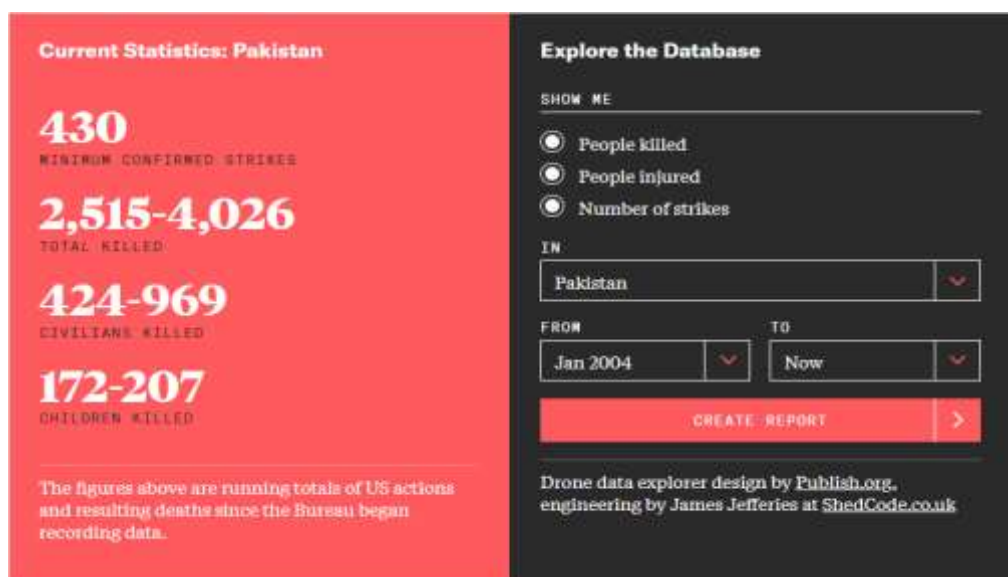 Current Statistics: Pakistan
430
MINIMUM CONFIRMED STRIKES
2,515-4,026
TOTAL KILLED
424-969
CIVILIANS KILLED
172-207
CHILDREN KILLED
The figures above are running totals of US actions
and resulting deaths since the Bureau began
recording data.
Explore the Database
SHOW ME
People killed
People injured
Number of strikes
IN
Pakistan
FROM TO
Jan 2004 Now
CREATE REPORT
Drone data explorer design by Publish.org,
engineering by James Jefferies at ShedCode.co.uk